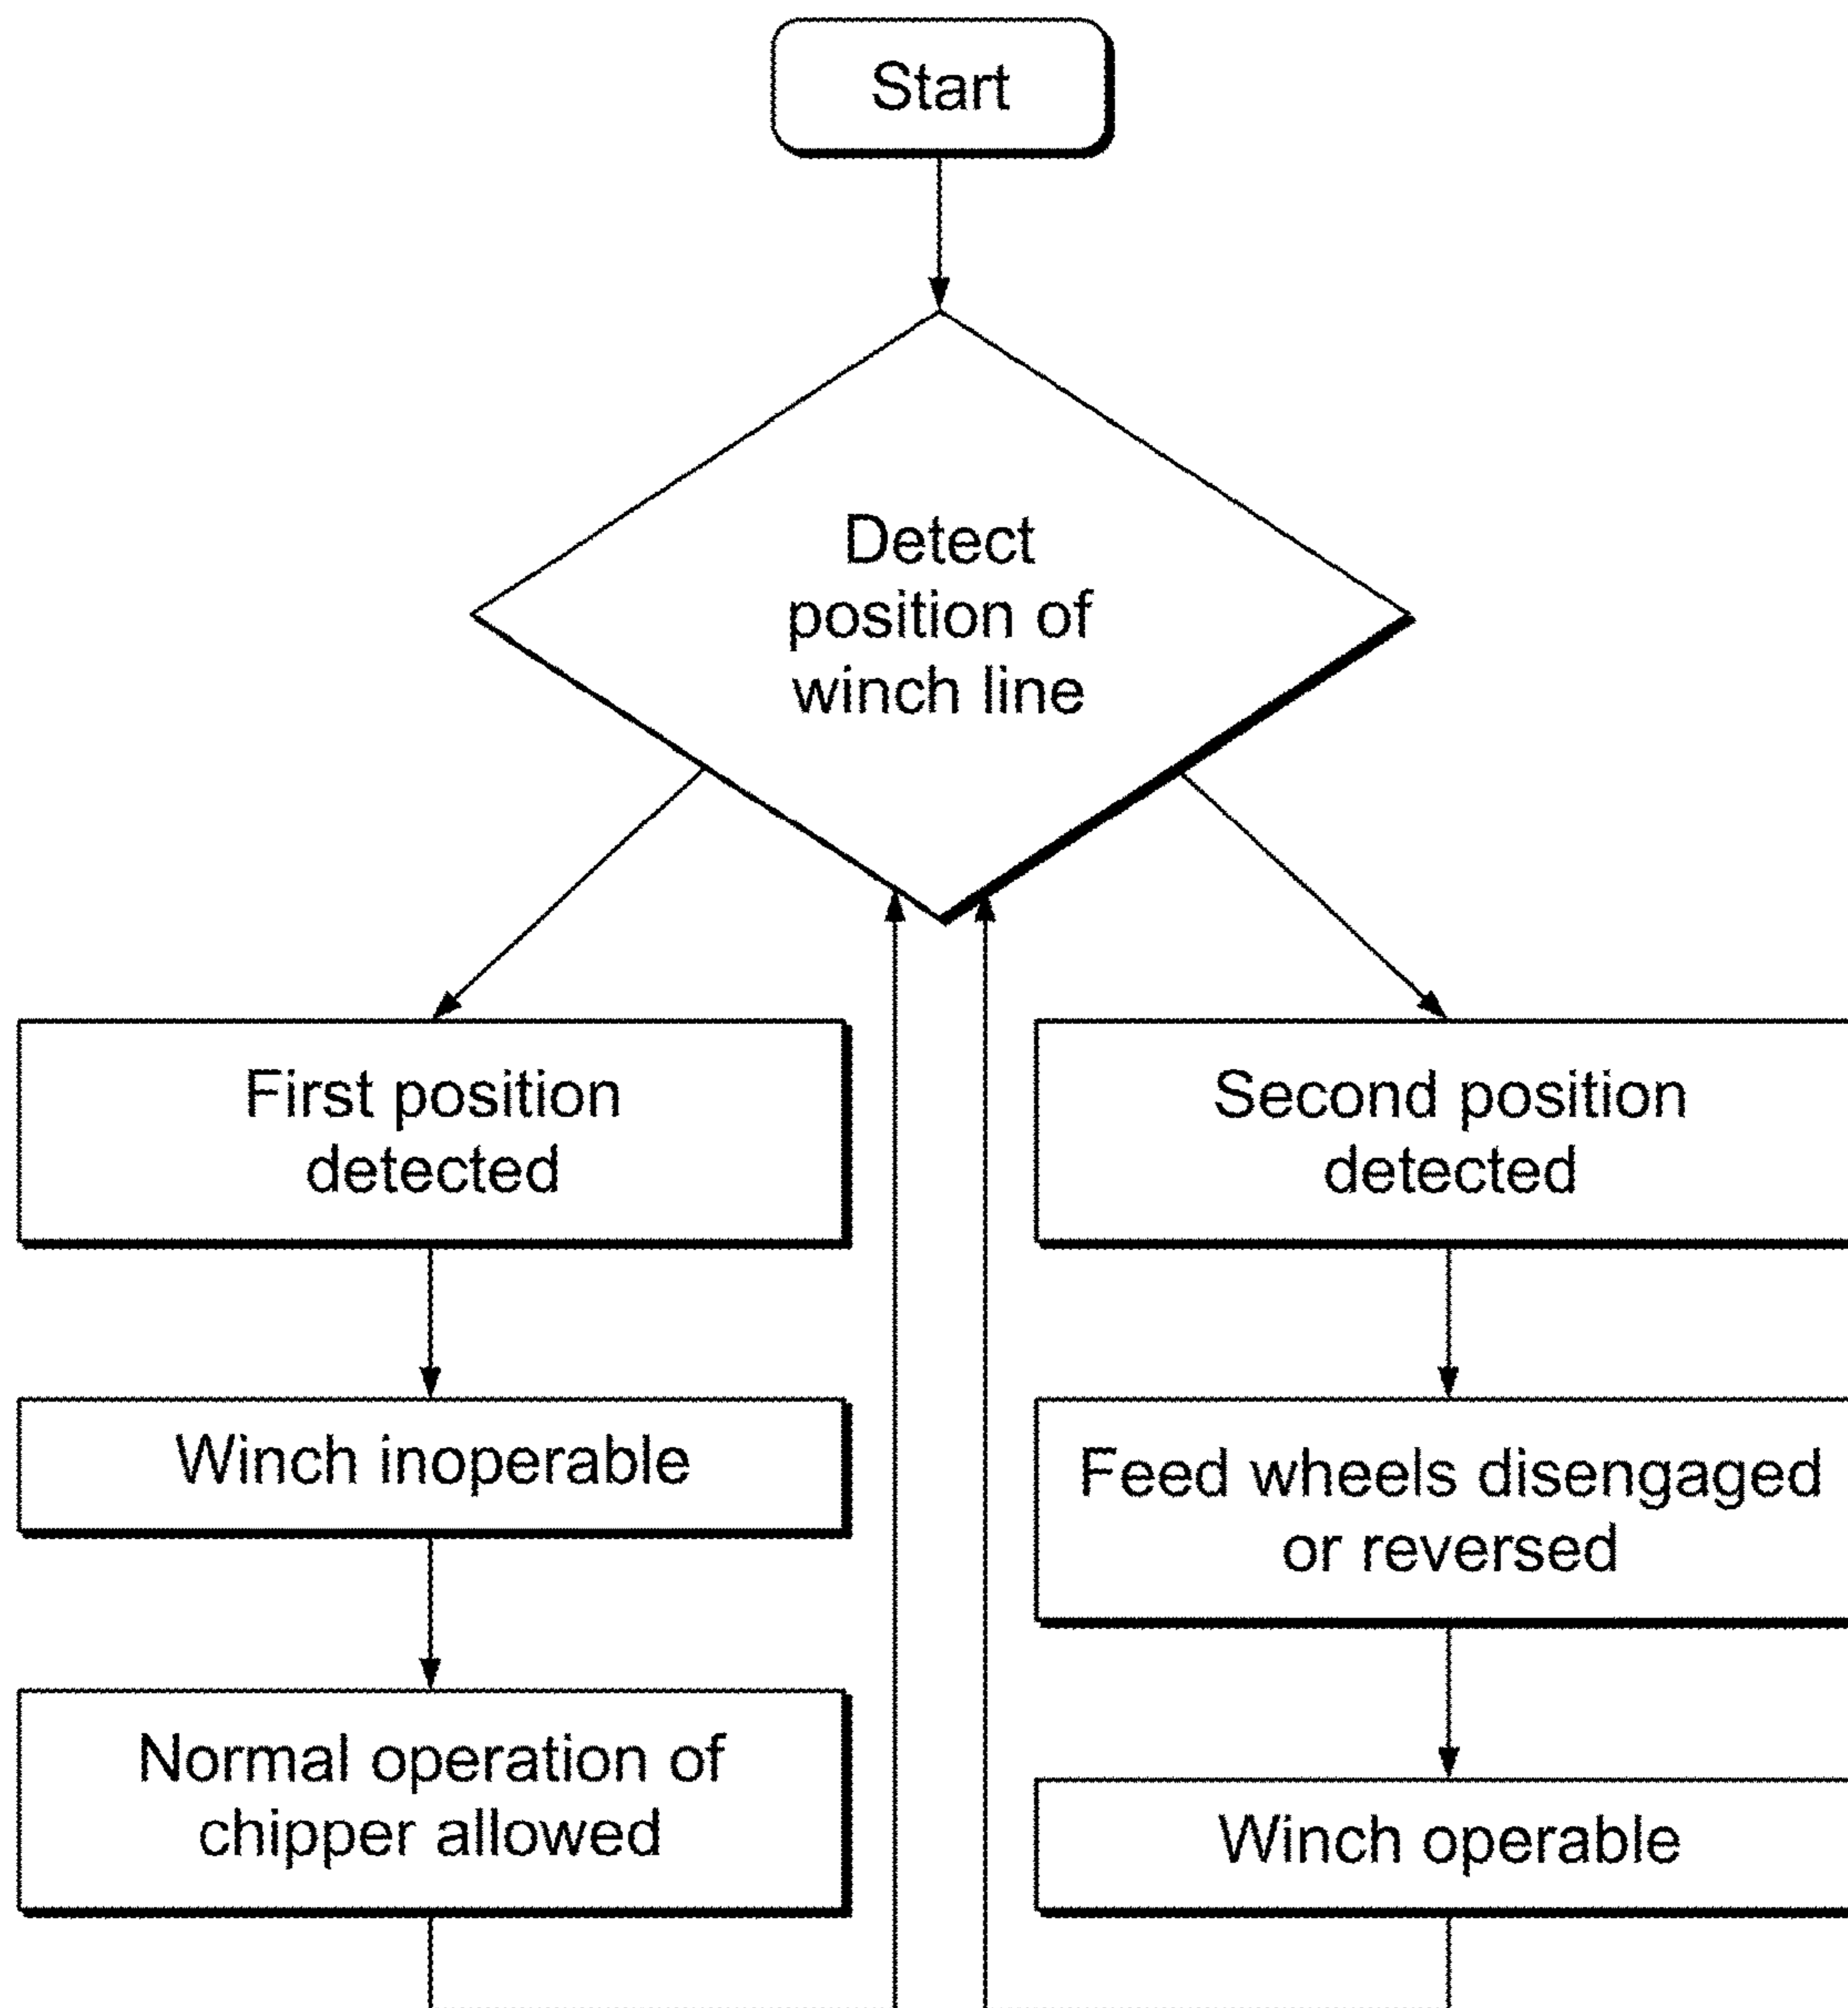 Start
Detect
position of
winch line
First position
detected
Winch inoperable
Normal operation of
chipper allowed
Second position
detected
Feed wheels disengaged
or reversed
Winch operable